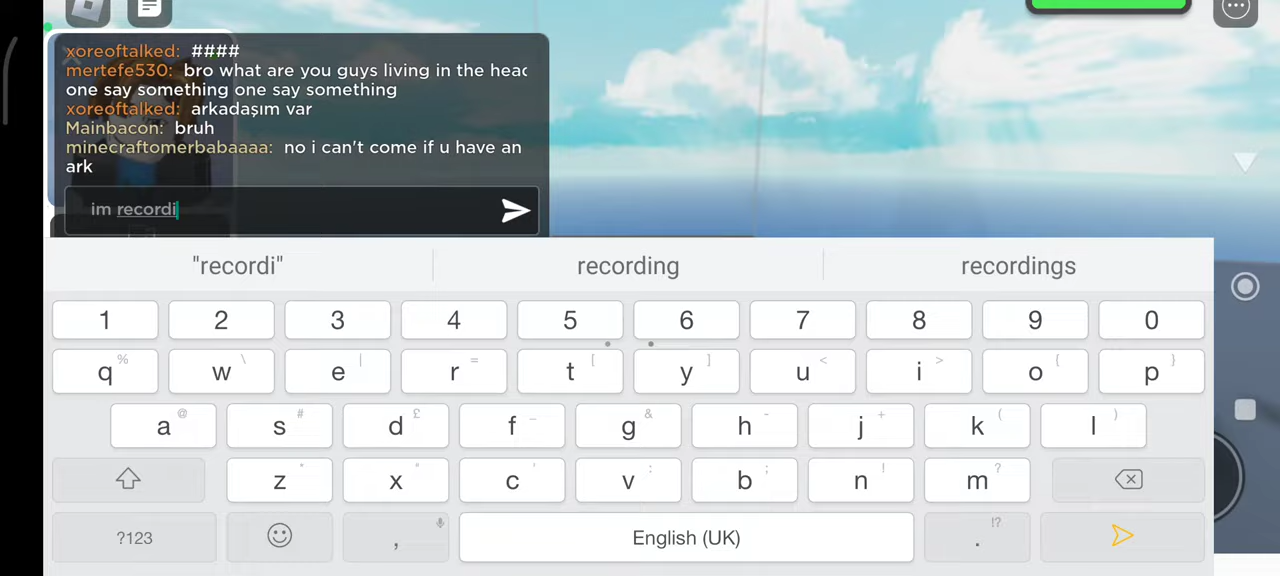 xoreoftalked: ####
mertefe530: bro what are you guys living in the head
one say something one say something
xoreoftalked: arkadaşım var
Mainbacon: bruh
minecraftomerbabaaaa: no i can't come if u have an
ark
im recordi
"recordi" recording recordings
1 2 3 4 5 6 7 8 9 0
% \ | = [ ] < > { }
q w e r t y u i o p
@ # £ _ & - + ( )
a s d f g h j k l
* " ' : ; ! ?
z x c v b n m
!?
?123 , English (UK) .